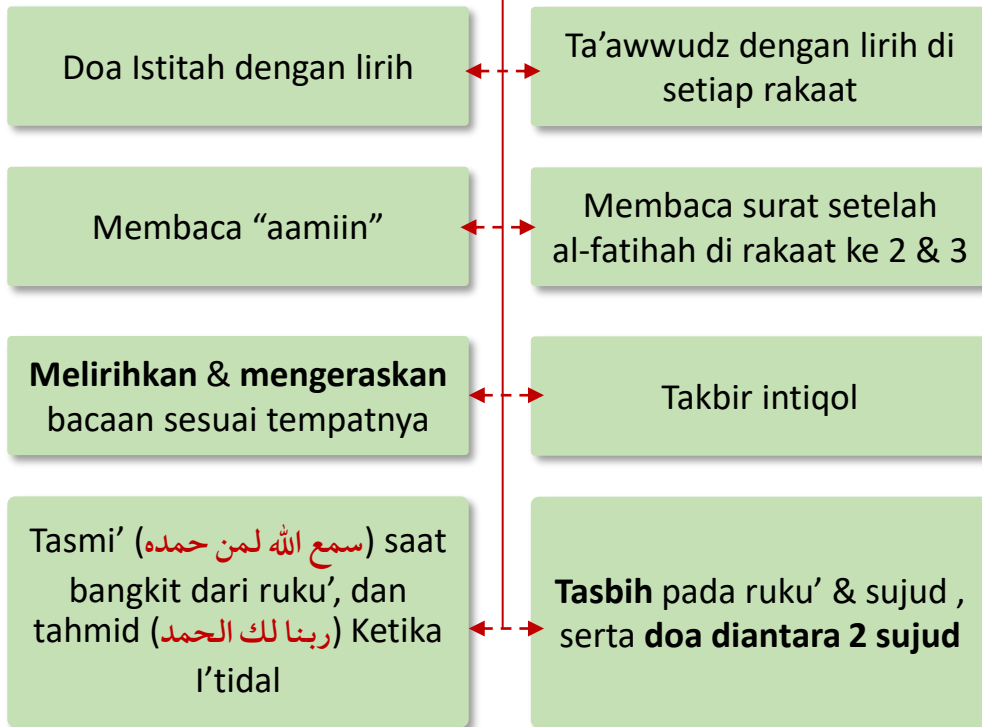 Doa Istitah dengan lirih
Ta’awwudz dengan lirih di
setiap rakaat
Membaca “aamiin”
Membaca surat setelah
al-fatihah di rakaat ke 2 & 3
Melirihkan & mengeraskan
bacaan sesuai tempatnya
Takbir intiqol
Tasmi’ (سمع الله لمن حمده) saat
bangkit dari ruku’, dan
tahmid (ربنا لك الحمد) Ketika
I’tidal
Tasbih pada ruku’ & sujud ,
serta doa diantara 2 sujud